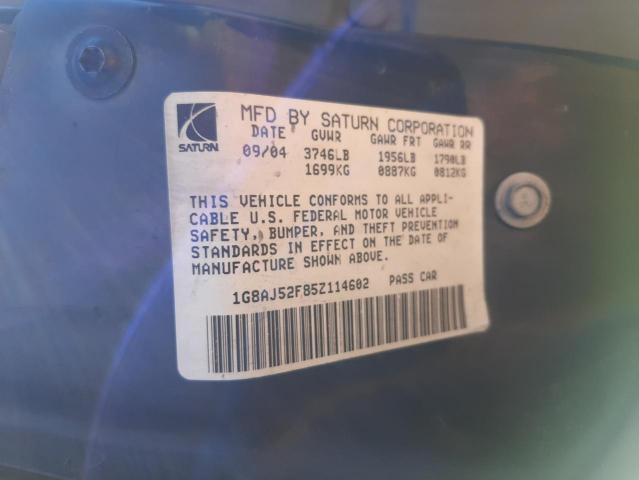 MFD BY SATURN CORPORATION
SATURN
DATE GVWR GAWR FRT GAWR RR
09/04 3746LB 1956LB 1790LB
1699KG 0887KG 0812KG
THIS VEHICLE CONFORMS TO ALL APPLI-
CABLE U.S. FEDERAL MOTOR VEHICLE
SAFETY, BUMPER, AND THEFT PREVENTION
STANDARDS IN EFFECT ON THE DATE OF
MANUFACTURE SHOWN ABOVE.
1G8AJ52F85Z114602 PASS CAR